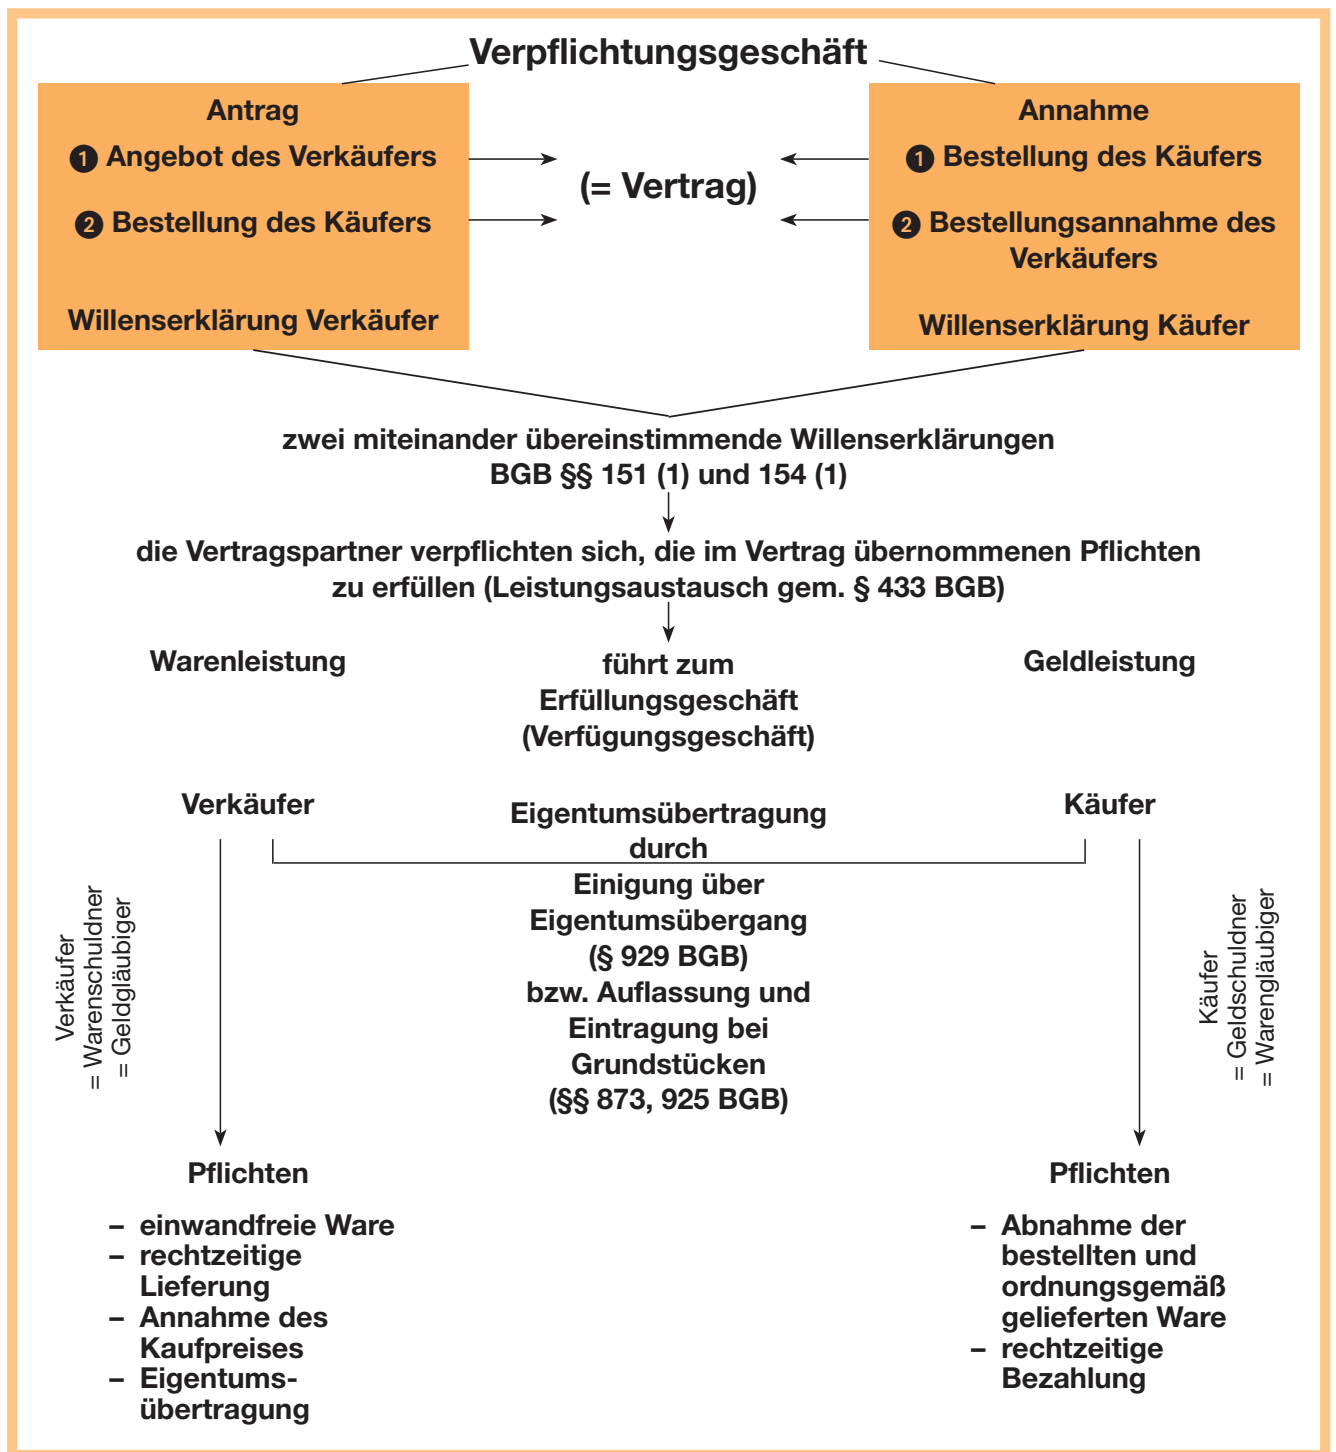 Verpflichtungsgeschäft
Antrag
❶ Angebot des Verkäufers
❷ Bestellung des Käufers
Willenserklärung Verkäufer
(= Vertrag)
Annahme
❶ Bestellung des Käufers
❷ Bestellungsannahme des
Verkäufers
Willenserklärung Käufer
zwei miteinander übereinstimmende Willenserklärungen
BGB §§ 151 (1) und 154 (1)
die Vertragspartner verpflichten sich, die im Vertrag übernommenen Pflichten
zu erfüllen (Leistungsaustausch gem. § 433 BGB)
Warenleistung
führt zum
Erfüllungsgeschäft
(Verfügungsgeschäft)
Geldleistung
Verkäufer
Eigentumsübertragung
durch
Einigung über
Eigentumsübergang
(§ 929 BGB)
bzw. Auflassung und
Eintragung bei
Grundstücken
(§§ 873, 925 BGB)
Käufer
Verkäufer
= Warenschuldner
= Geldgläubiger
Käufer
= Geldschuldner
= Warengläubiger
Pflichten
– einwandfreie Ware
– rechtzeitige
Lieferung
– Annahme des
Kaufpreises
– Eigentums-
übertragung
Pflichten
– Abnahme der
bestellten und
ordnungsgemäß
gelieferten Ware
– rechtzeitige
Bezahlung